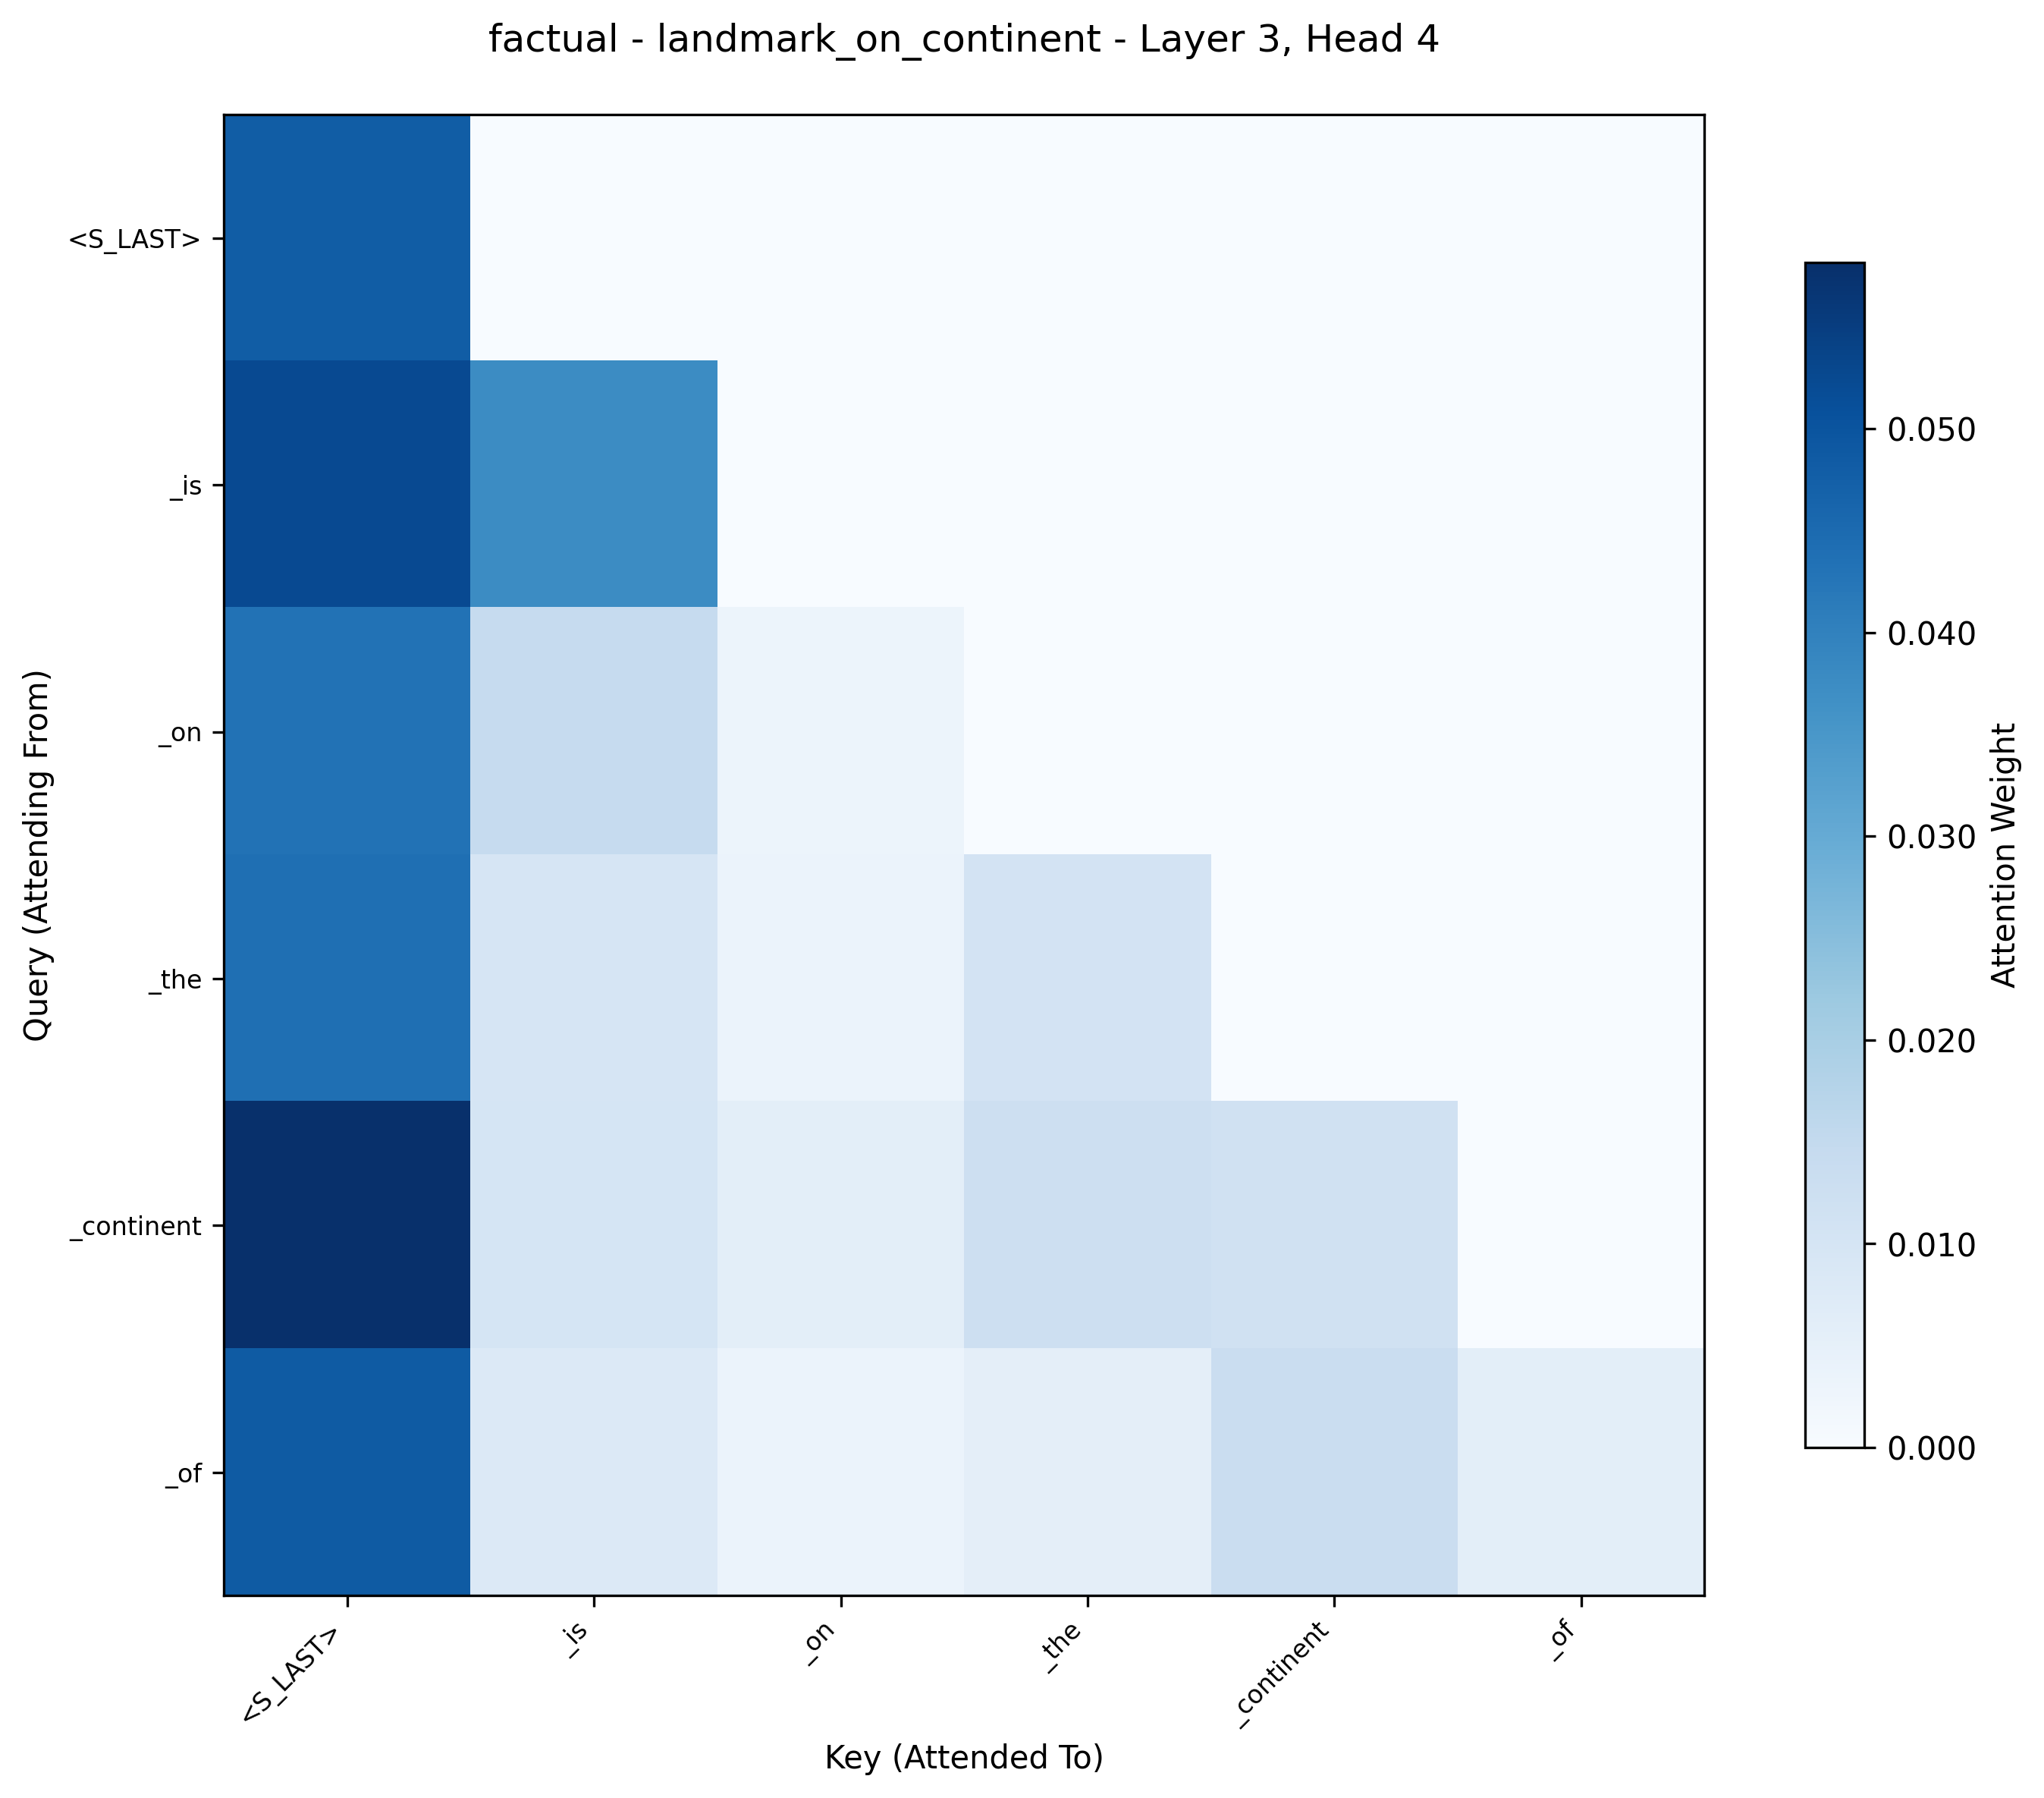 factual - landmark_on_continent - Layer 3, Head 4
Query (Attending From)
<S_LAST>
_is
_on
_the
_continent
_of
<S_LAST>
_is
_on
_the
_continent
_of
Key (Attended To)
0.050
0.040
0.030
0.020
0.010
0.000
Attention Weight